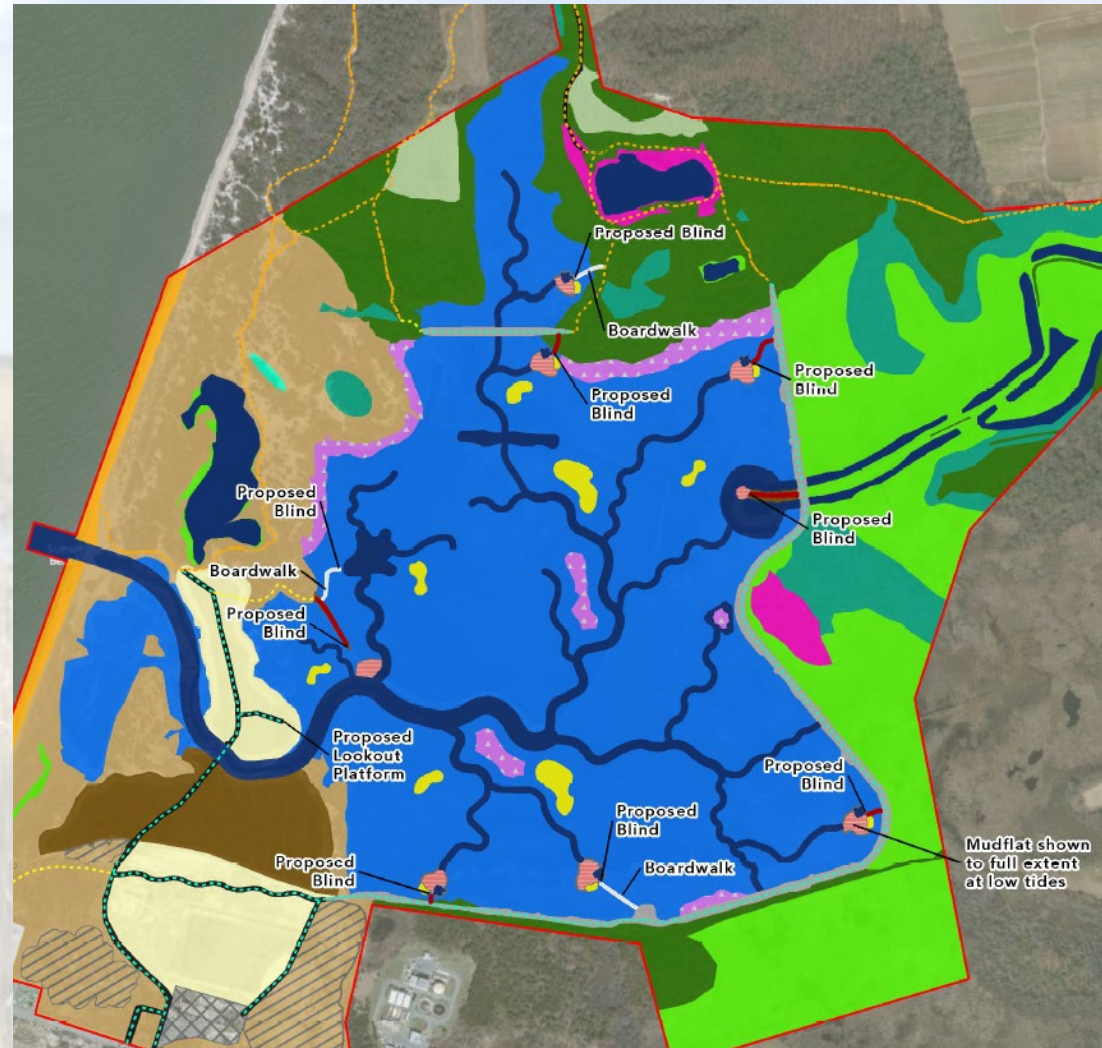 Proposed Blind
Boardwalk
Proposed
Blind
Proposed
Blind
Proposed
Blind
Proposed
Blind
Boardwalk
Proposed
Blind
Proposed
Lookout
Platform
Proposed
Blind
Proposed
Blind
Boardwalk
Proposed
Blind
Mudflat shown
to full extent
at low tides